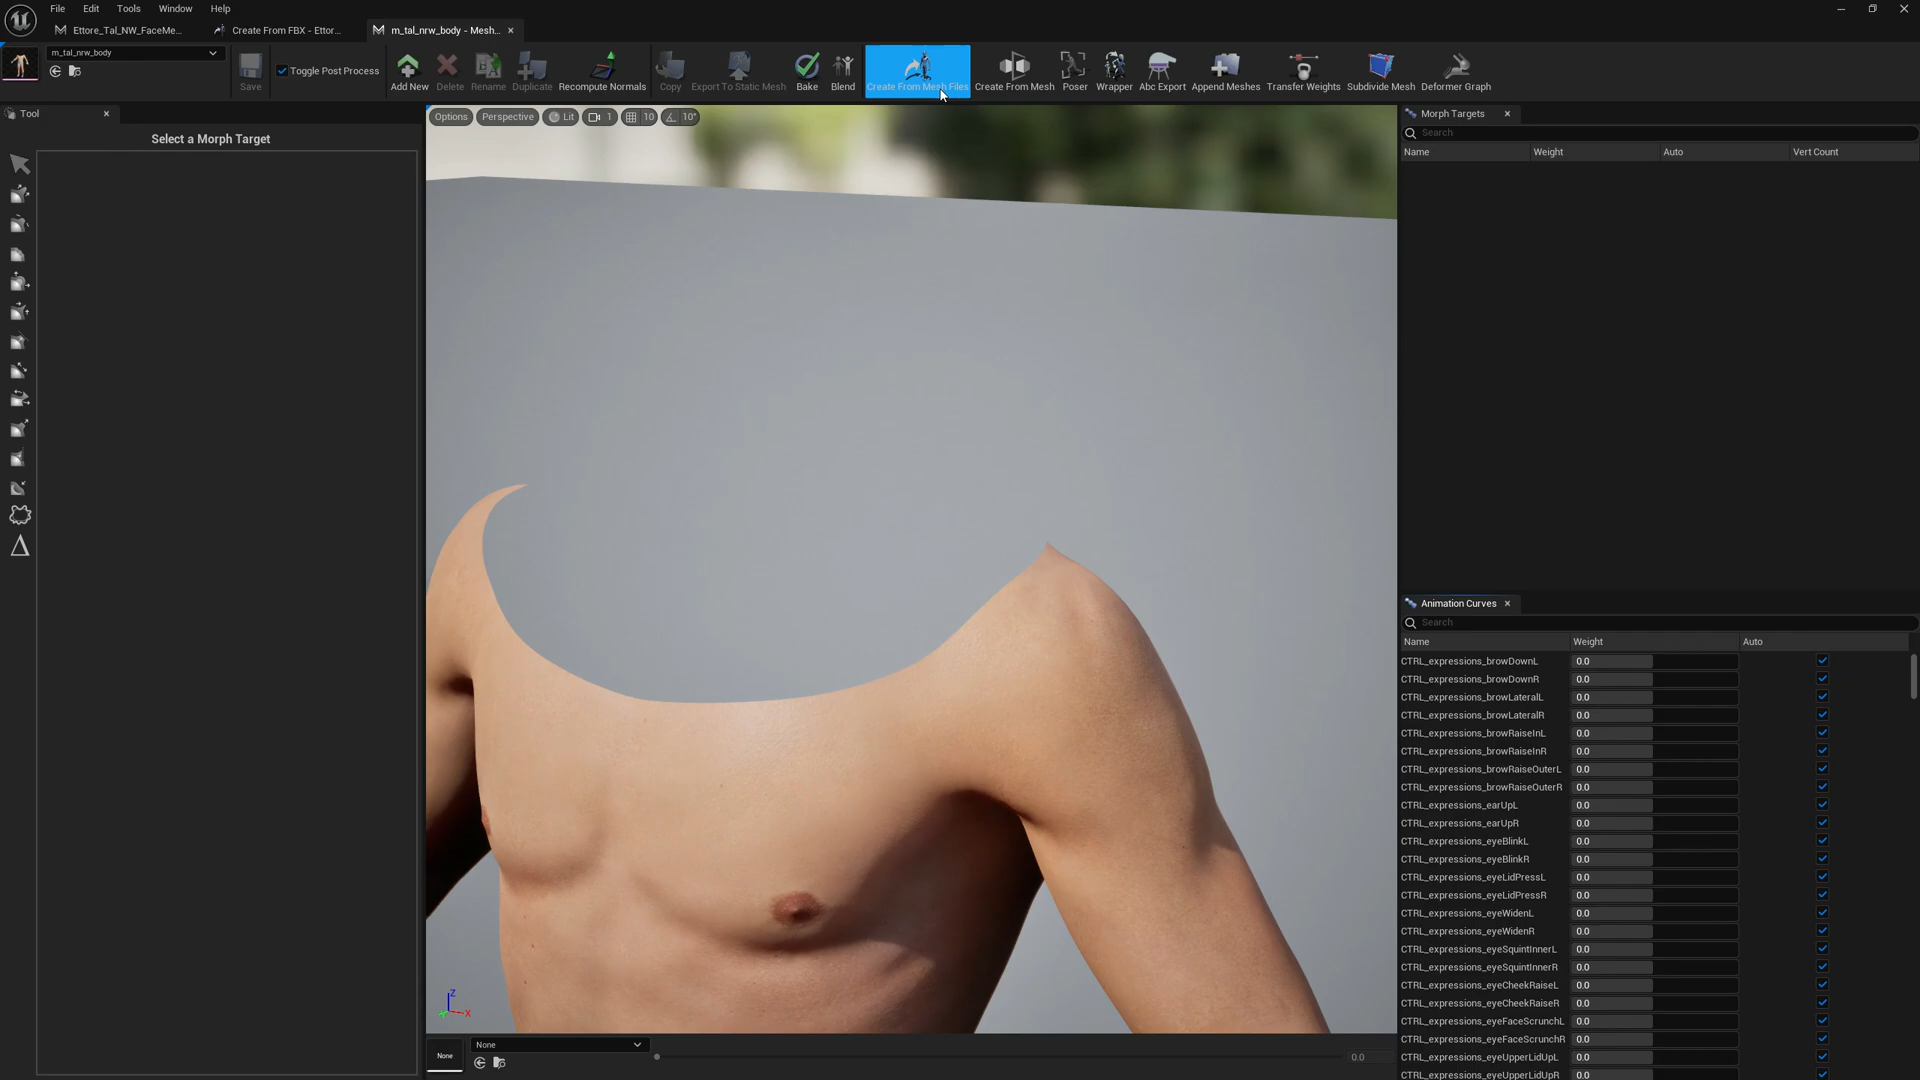 File Edit Tools Window Help
Ettore_Tal_NW_FaceMe... Create From FBX - Ettor... m_tal_nrw_body - Mesh...
m_tal_nrw_body
Save
Toggle Post Process
Add New Delete Rename Duplicate Recompute Normals Copy Export To Static Mesh Bake Blend Create From Mesh Files Create From Mesh Poser Wrapper Abc Export Append Meshes Transfer Weights Subdivide Mesh Deformer Graph
Tool
Select a Morph Target
Options Perspective Lit 1 10 10°
Morph Targets
Search
Name Weight Auto Vert Count
Animation Curves
Search
Name Weight Auto
CTRL_expressions_browDownL 0.0
CTRL_expressions_browDownR 0.0
CTRL_expressions_browLateralL 0.0
CTRL_expressions_browLateralR 0.0
CTRL_expressions_browRaiseInL 0.0
CTRL_expressions_browRaiseInR 0.0
CTRL_expressions_browRaiseOuterL 0.0
CTRL_expressions_browRaiseOuterR 0.0
CTRL_expressions_earUpL 0.0
CTRL_expressions_earUpR 0.0
CTRL_expressions_eyeBlinkL 0.0
CTRL_expressions_eyeBlinkR 0.0
CTRL_expressions_eyeLidPressL 0.0
CTRL_expressions_eyeLidPressR 0.0
CTRL_expressions_eyeWidenL 0.0
CTRL_expressions_eyeWidenR 0.0
CTRL_expressions_eyeSquintInnerL 0.0
CTRL_expressions_eyeSquintInnerR 0.0
CTRL_expressions_eyeCheekRaiseL 0.0
CTRL_expressions_eyeCheekRaiseR 0.0
CTRL_expressions_eyeFaceScrunchL 0.0
CTRL_expressions_eyeFaceScrunchR 0.0
CTRL_expressions_eyeUpperLidUpL 0.0
CTRL_expressions_eyeUpperLidUpR 0.0
Z
X
None
None
0.0